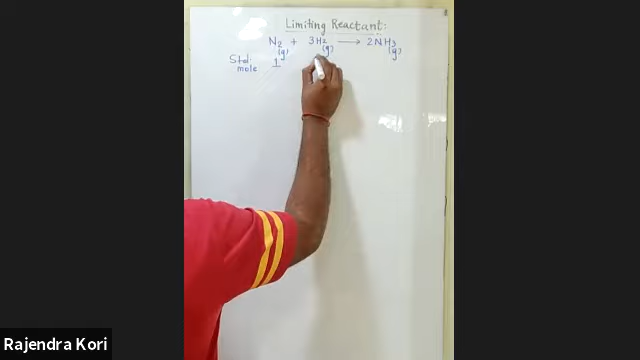 Limiting Reactant:
N2(g) + 3H2(g) → 2NH3(g)
Std. mole 1
Rajendra Kori